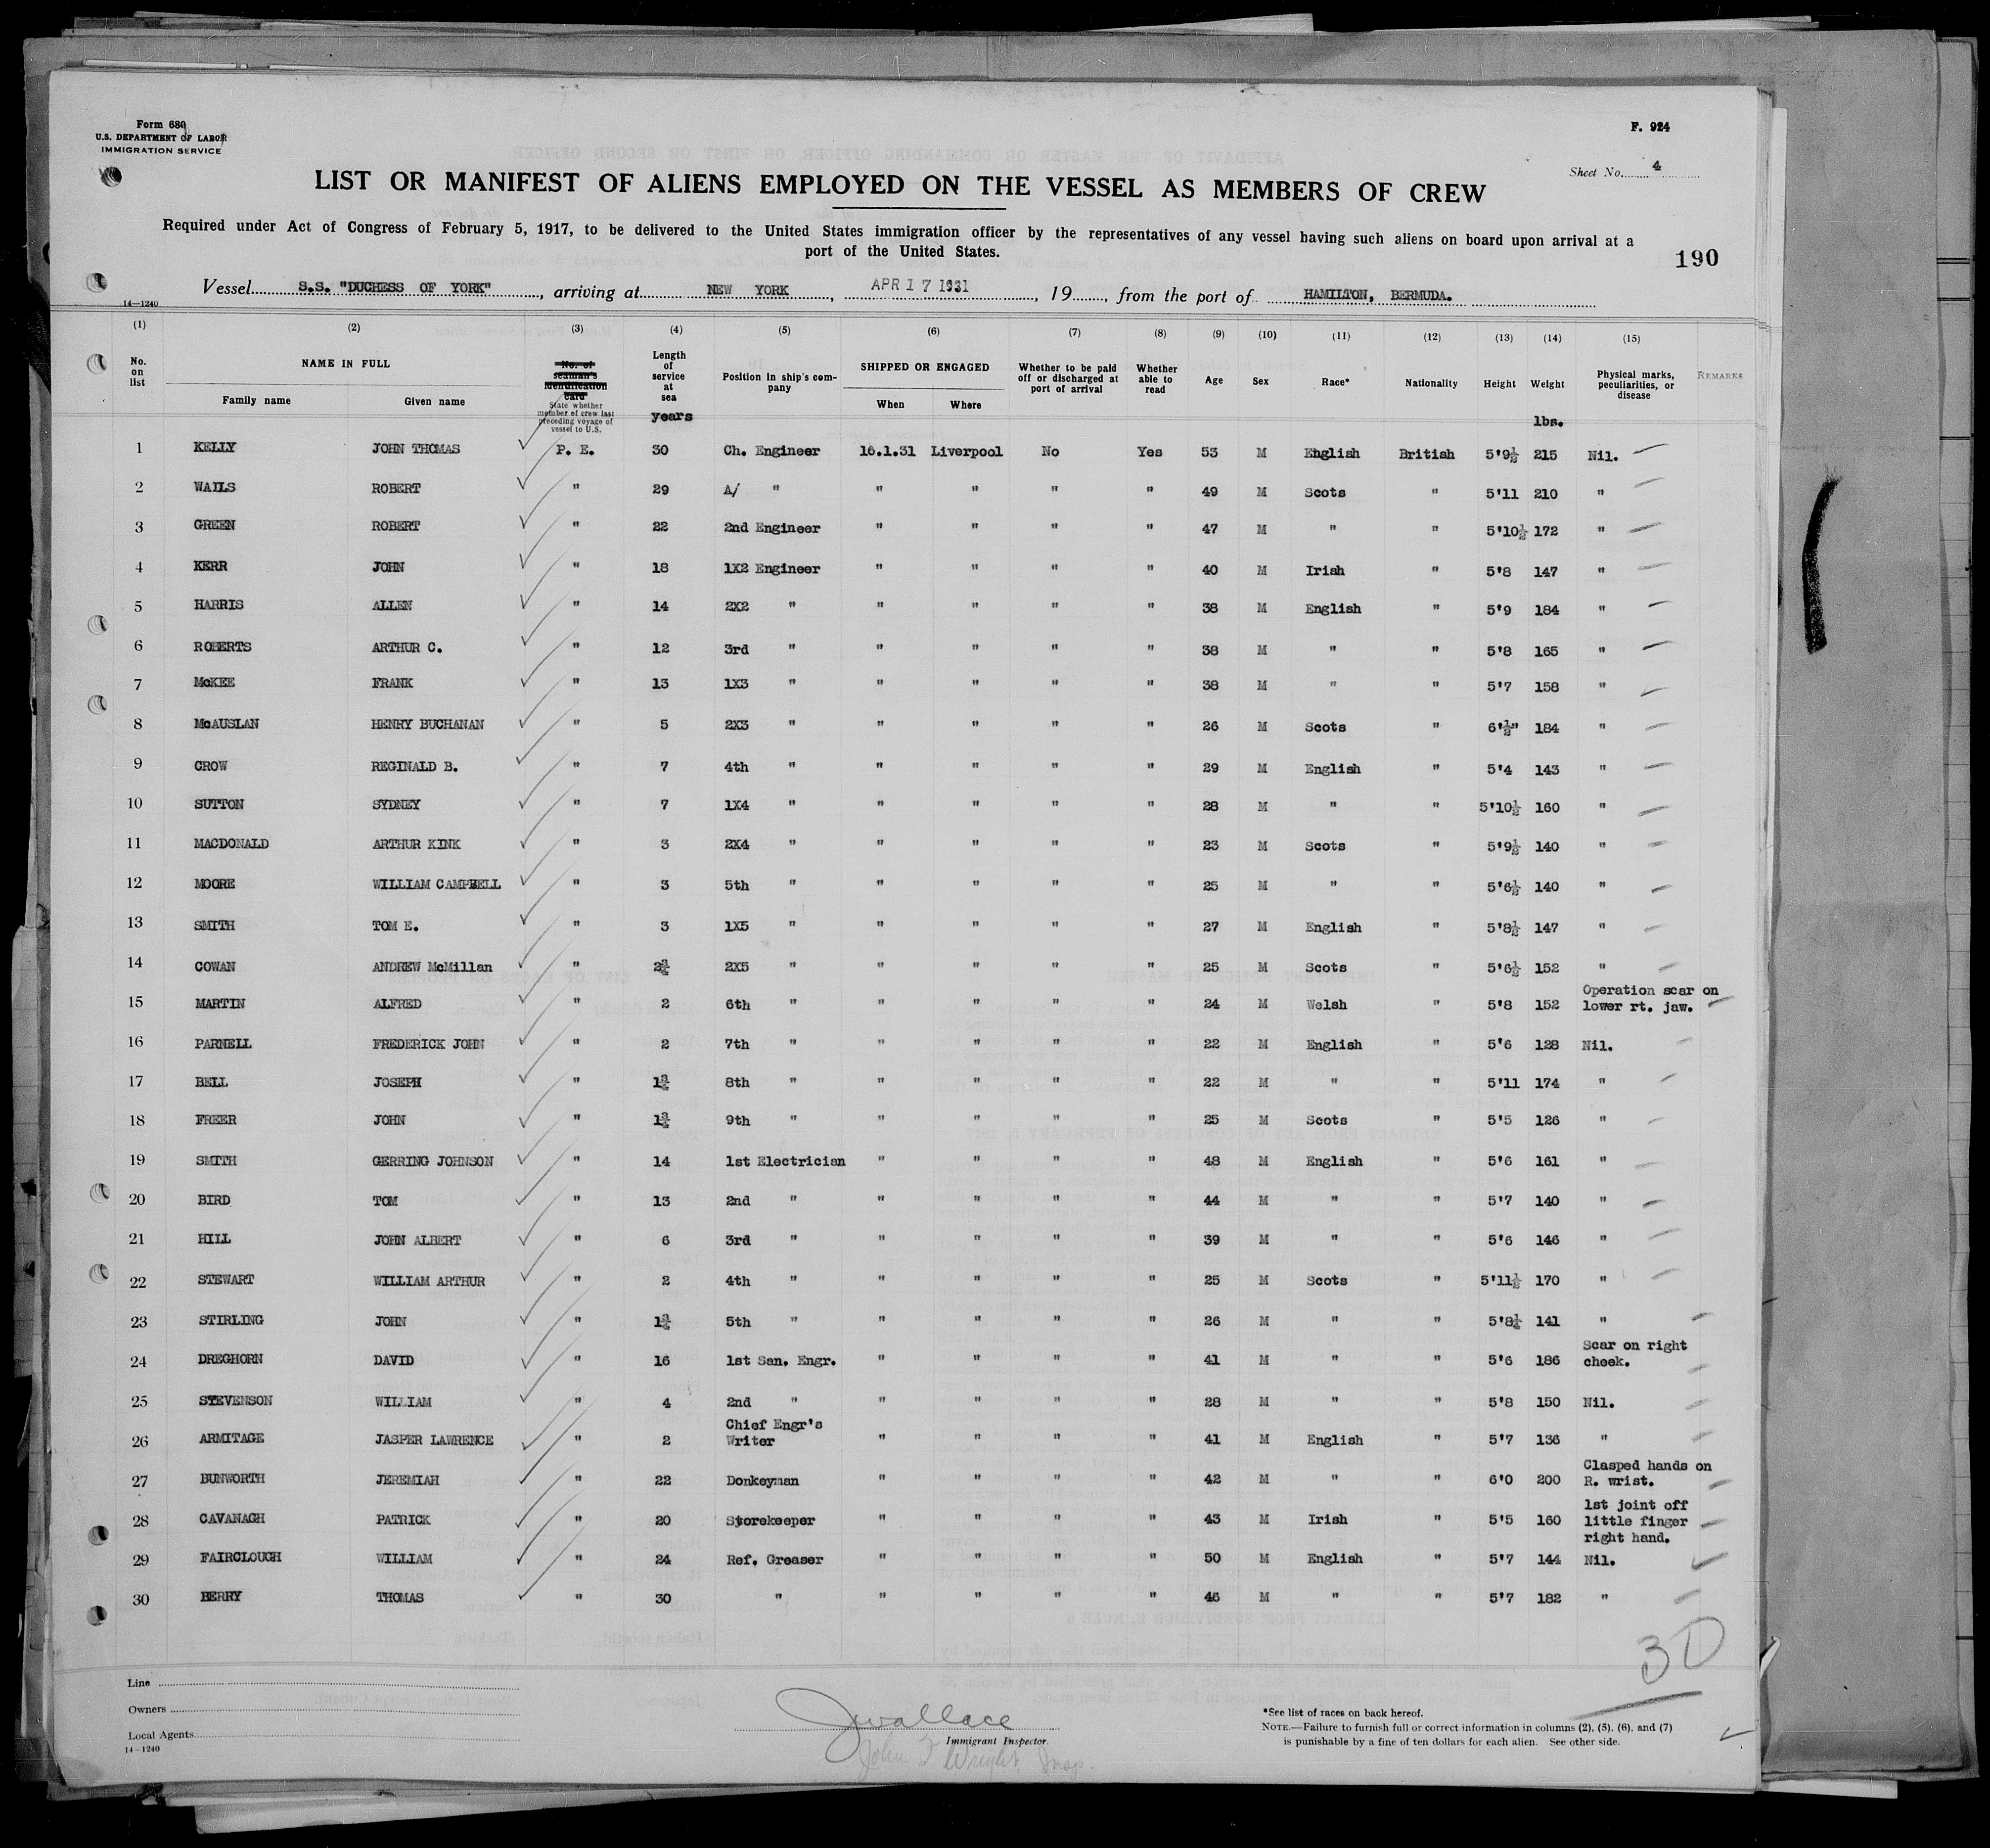 Form 680
U.S. DEPARTMENT OF LABOR
IMMIGRATION SERVICE
F. 924
Sheet No. 4
LIST OR MANIFEST OF ALIENS EMPLOYED ON THE VESSEL AS MEMBERS OF CREW
Required under Act of Congress of February 5, 1917, to be delivered to the United States immigration officer by the representatives of any vessel having such aliens on board upon arrival at a
port of the United States.
190
Vessel S.S. "DUCHESS OF YORK", arriving at NEW YORK, APR 17 1931, 19, from the port of HAMILTON, BERMUDA.
14—1240
(1) (2) (3) (4) (5) (6) (7) (8) (9) (10) (11) (12) (13) (14) (15)
No. on list NAME IN FULL Family name Given name No. of seaman's identification card State whether member of crew last preceding voyage of vessel to U.S. Length of service at sea years Position in ship's company SHIPPED OR ENGAGED When Where Whether to be paid off or discharged at port of arrival Whether able to read Age Sex Race* Nationality Height Weight lbs. Physical marks, peculiarities, or disease REMARKS
1 KELLY JOHN THOMAS P. E. 30 Ch. Engineer 16.1.31 Liverpool No Yes 53 M English British 5'9½ 215 Nil.
2 WAILS ROBERT " 29 A/ " " " " " 49 M Scots " 5'11 210 "
3 GREEN ROBERT " 22 2nd Engineer " " " " 47 M " " 5'10½ 172 "
4 KERR JOHN " 18 1X2 Engineer " " " " 40 M Irish " 5'8 147 "
5 HARRIS ALLEN " 14 2X2 " " " " " 38 M English " 5'9 184 "
6 ROBERTS ARTHUR C. " 12 3rd " " " " " 38 M " " 5'8 165 "
7 McKEE FRANK " 13 1X3 " " " " " 38 M " " 5'7 158 "
8 McAUSLAN HENRY BUCHANAN " 5 2X3 " " " " " 26 M Scots " 6'½" 184 "
9 CROW REGINALD B. " 7 4th " " " " " 29 M English " 5'4 143 "
10 SUTTON SYDNEY " 7 1X4 " " " " " 28 M " " 5'10½ 160 "
11 MACDONALD ARTHUR KINK " 3 2X4 " " " " " 23 M Scots " 5'9½ 140 "
12 MOORE WILLIAM CAMPBELL " 3 5th " " " " " 25 M " " 5'6½ 140 "
13 SMITH TOM E. " 3 1X5 " " " " " 27 M English " 5'8½ 147 "
14 COWAN ANDREW McMillan " 2¾ 2X5 " " " " " 25 M Scots " 5'6½ 152 "
15 MARTIN ALFRED " 2 6th " " " " " 24 M Welsh " 5'8 152 Operation scar on lower rt. jaw.
16 PARNELL FREDERICK JOHN " 2 7th " " " " " 22 M English " 5'6 128 Nil.
17 BELL JOSEPH " 1¾ 8th " " " " " 22 M " " 5'11 174 "
18 FREER JOHN " 1¾ 9th " " " " " 25 M Scots " 5'5 126 "
19 SMITH GERRING JOHNSON " 14 1st Electrician " " " " 48 M English " 5'6 161 "
20 BIRD TOM " 13 2nd " " " " " 44 M " " 5'7 140 "
21 HILL JOHN ALBERT " 6 3rd " " " " " 39 M " " 5'6 146 "
22 STEWART WILLIAM ARTHUR " 2 4th " " " " " 25 M Scots " 5'11½ 170 "
23 STIRLING JOHN " 1¾ 5th " " " " " 26 M " " 5'8¼ 141 "
24 DREGHORN DAVID " 16 1st San. Engr. " " " " 41 M " " 5'6 186 Scar on right cheek.
25 STEVENSON WILLIAM " 4 2nd " " " " " 28 M " " 5'8 150 Nil.
26 ARMITAGE JASPER LAWRENCE " 2 Chief Engr's Writer " " " " 41 M English " 5'7 136 "
27 BUNWORTH JEREMIAH " 22 Donkeyman " " " " 42 M " " 6'0 200 Clasped hands on R. wrist.
28 CAVANAGH PATRICK " 20 Storekeeper " " " " 43 M Irish " 5'5 160 1st joint off little finger right hand.
29 FAIRCLOUGH WILLIAM " 24 Ref. Greaser " " " " 50 M English " 5'7 144 Nil.
30 BERRY THOMAS " 30 " " " " " 46 M " " 5'7 182 "
30
Line
Owners
Local Agents
14—1240
JWallace
Immigrant Inspector.
John T Wright, Insp.
*See list of races on back hereof.
NOTE.—Failure to furnish full or correct information in columns (2), (5), (6), and (7)
is punishable by a fine of ten dollars for each alien. See other side.